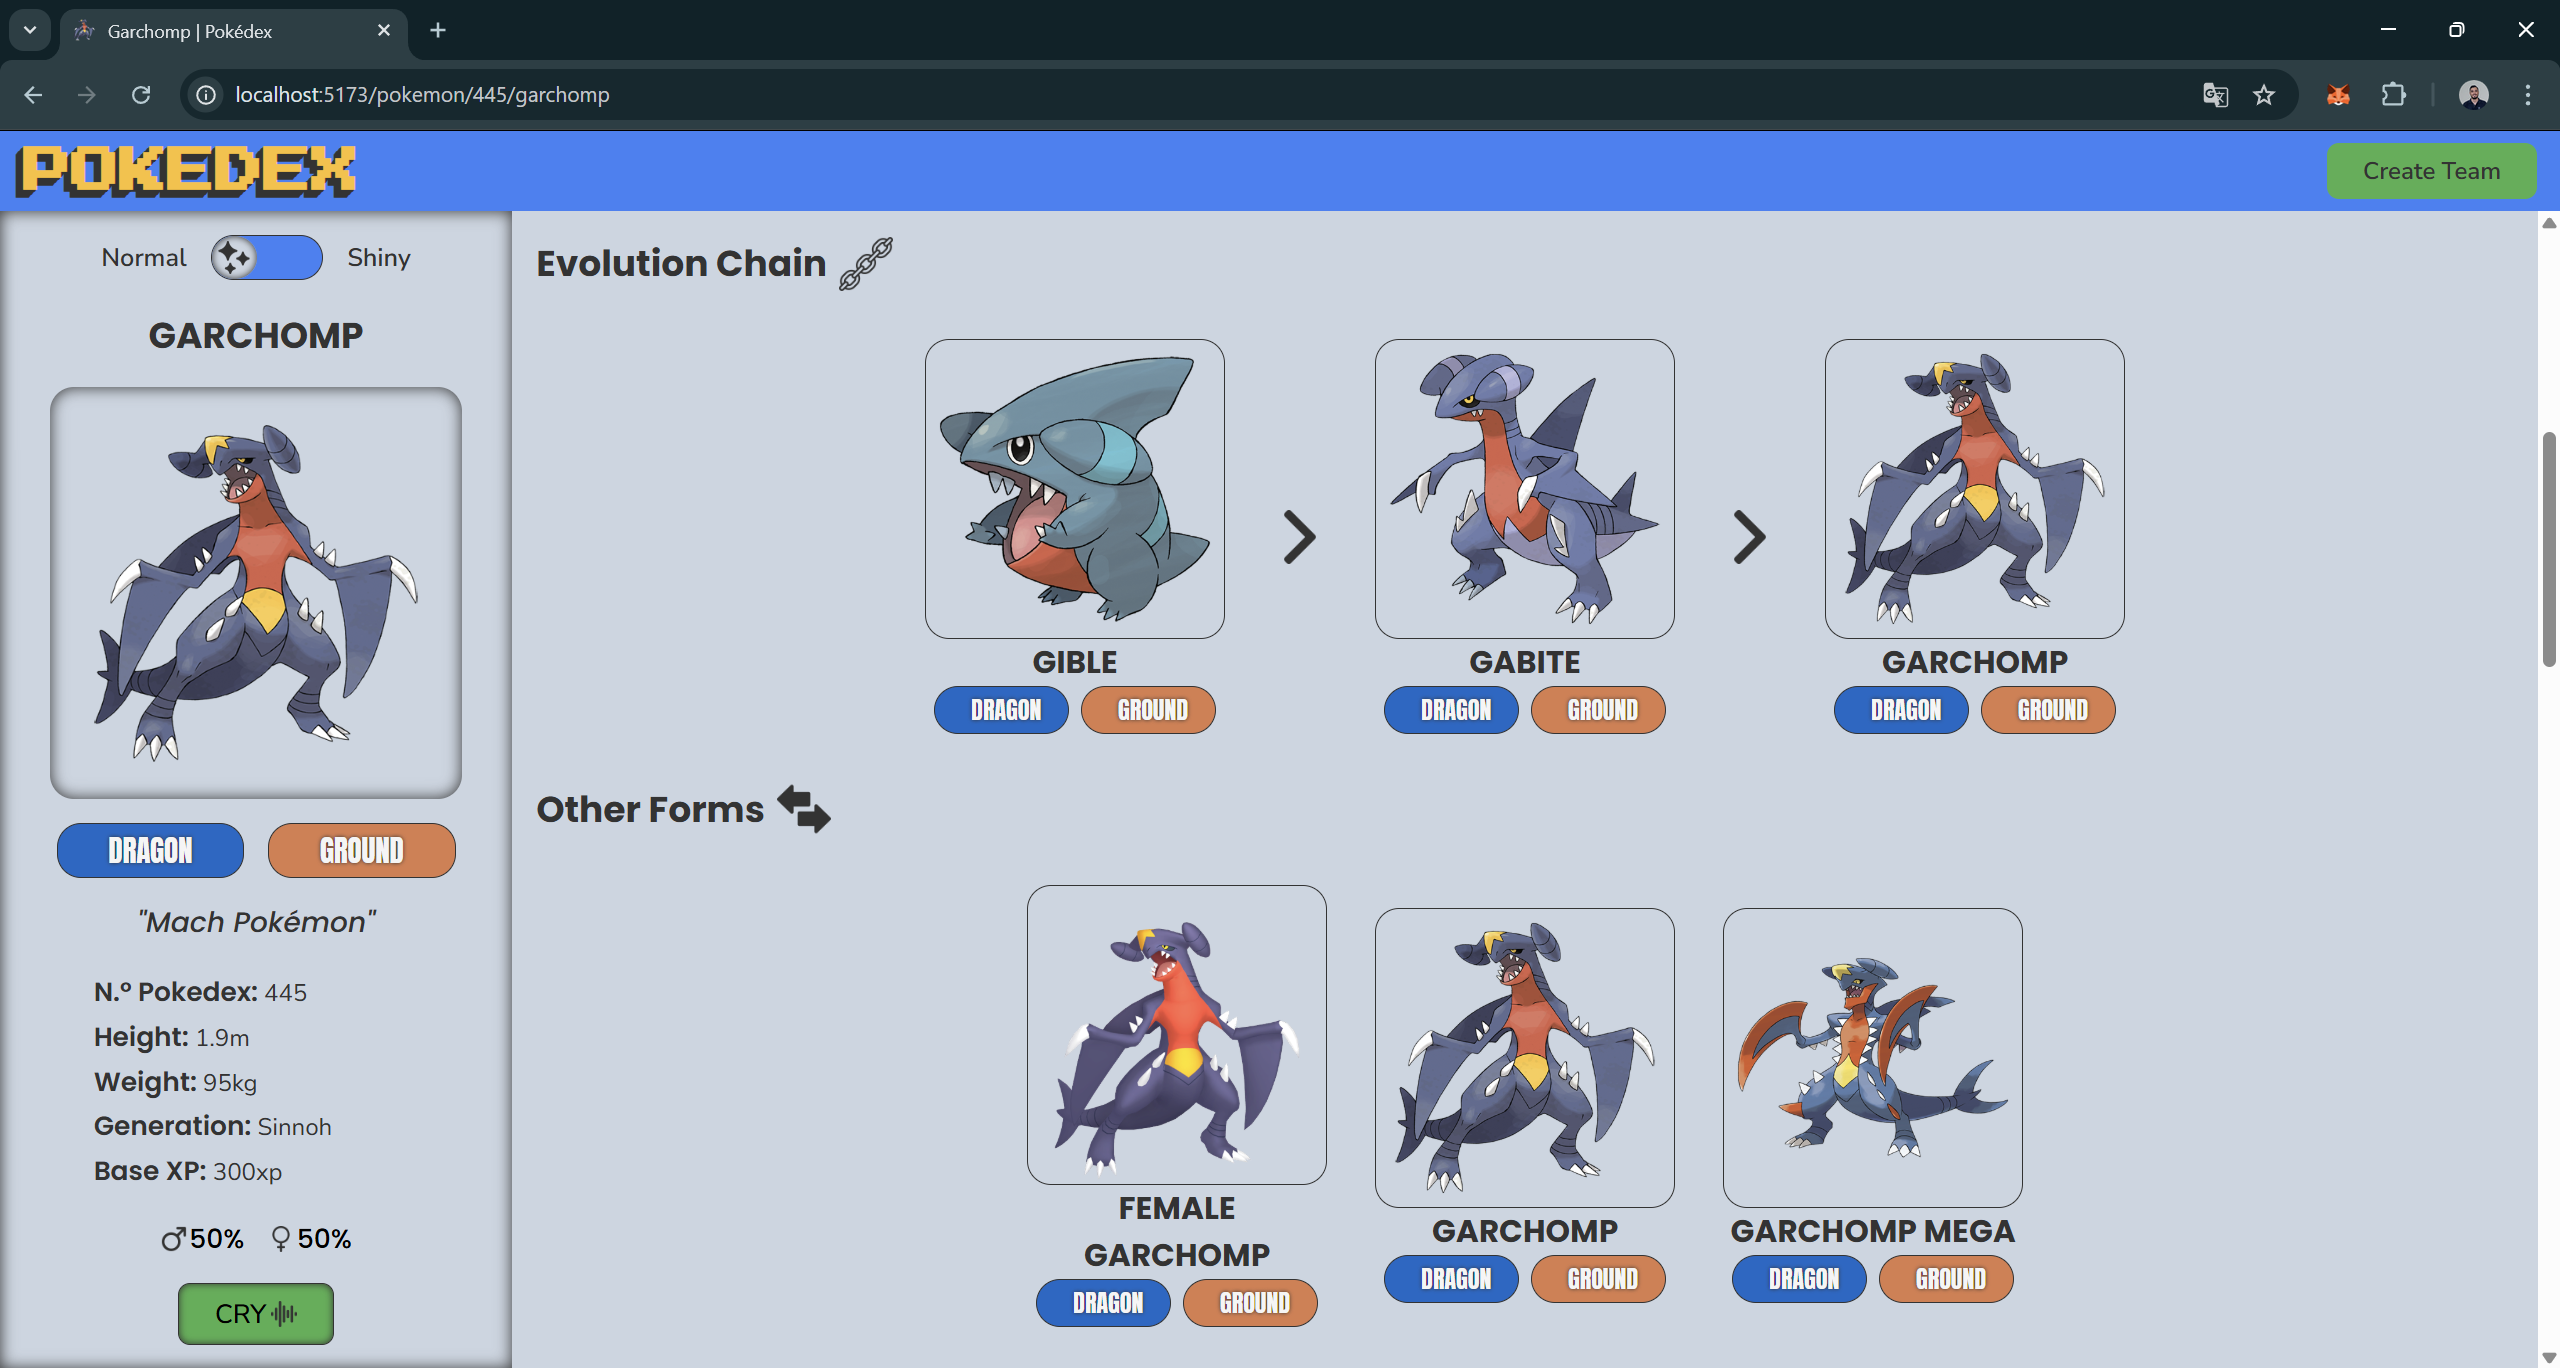 Garchomp | Pokédex
localhost:5173/pokemon/445/garchomp
POKEDEX
Create Team
Normal
Shiny
GARCHOMP
DRAGON GROUND
"Mach Pokémon"
N.º Pokedex: 445
Height: 1.9m
Weight: 95kg
Generation: Sinnoh
Base XP: 300xp
♂50% ♀50%
CRY
Evolution Chain
GIBLE
DRAGON GROUND
GABITE
DRAGON GROUND
GARCHOMP
DRAGON GROUND
Other Forms
FEMALE
GARCHOMP
DRAGON GROUND
GARCHOMP
DRAGON GROUND
GARCHOMP MEGA
DRAGON GROUND